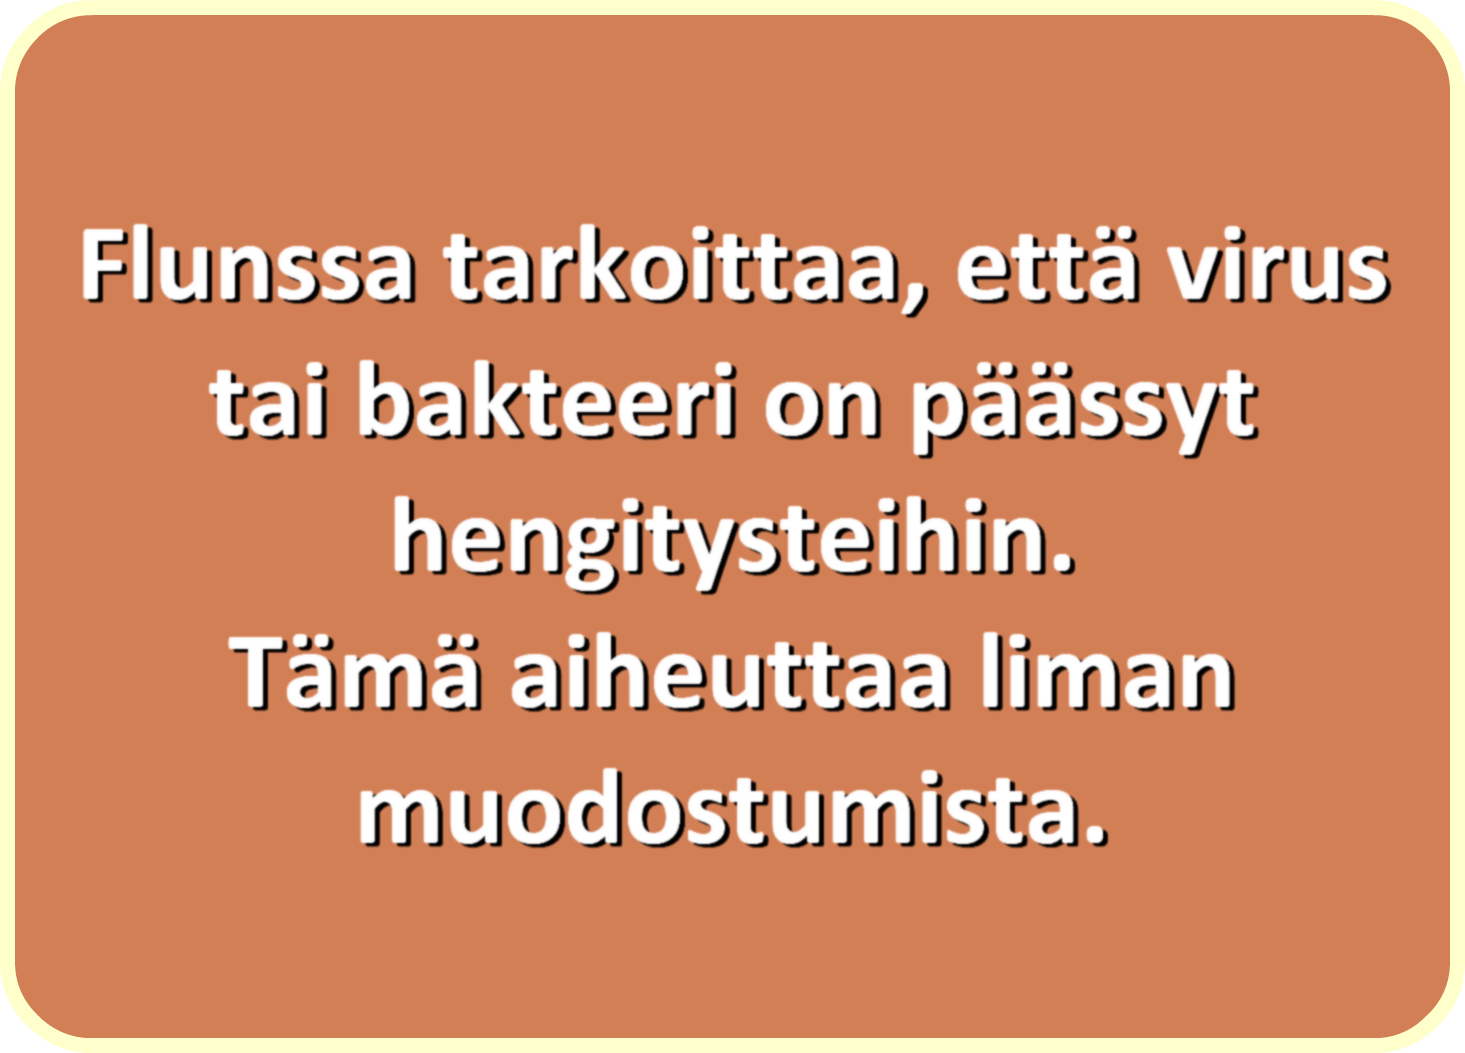 Flunssa tarkoittaa, että virus
tai bakteeri on päässyt
hengitysteihin.
Tämä aiheuttaa liman
muodostumista.